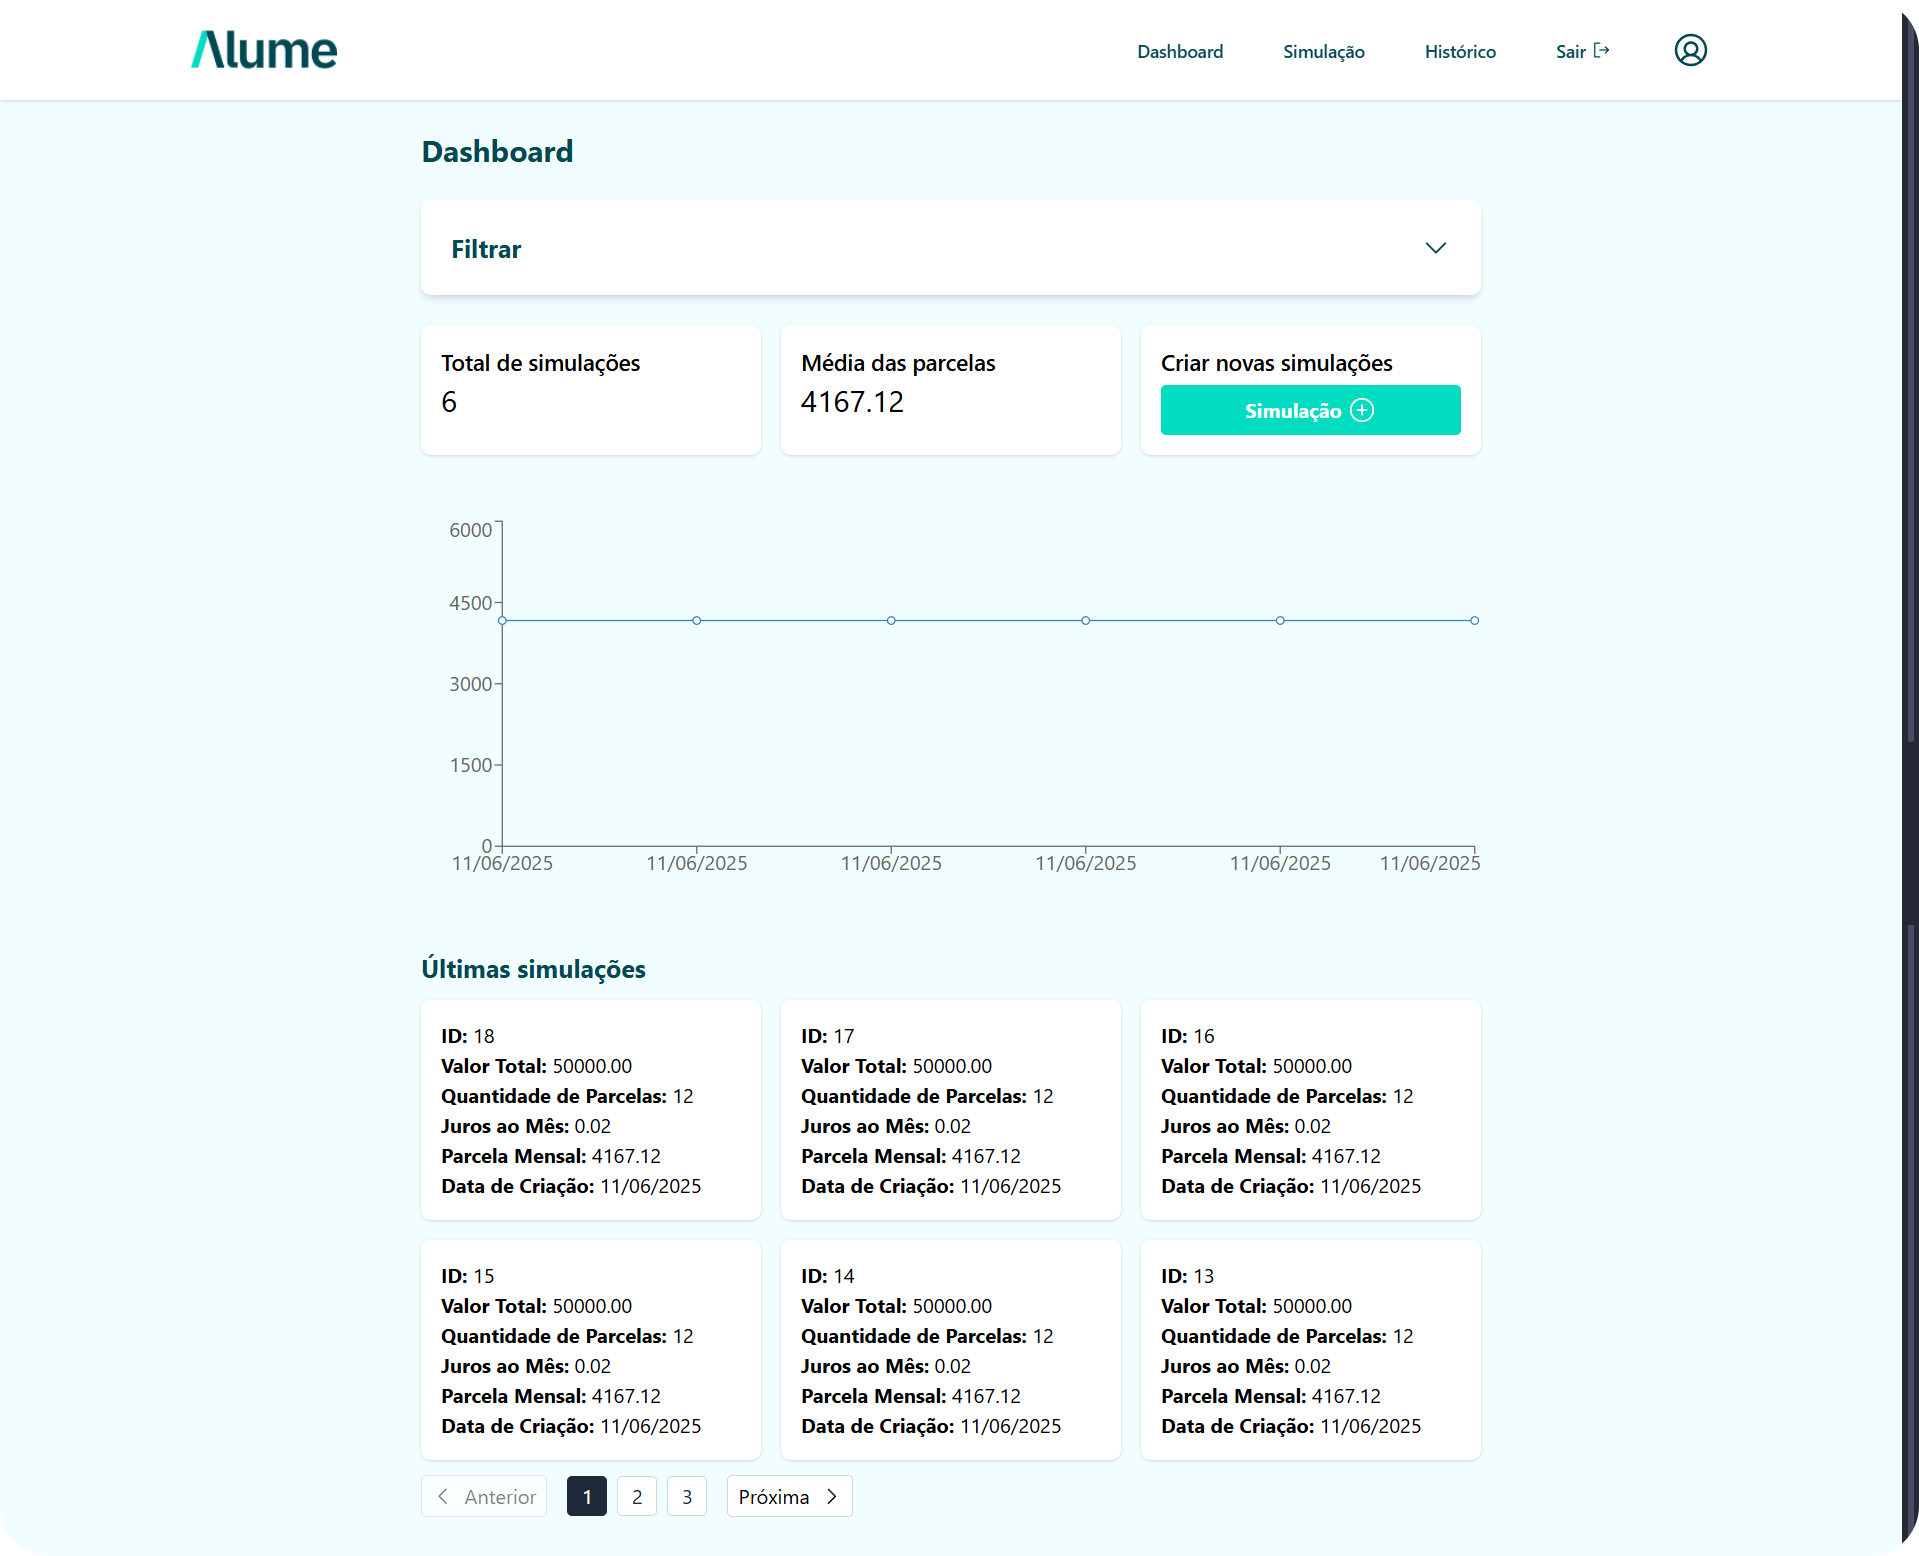 Alume
Dashboard Simulação Histórico Sair
Dashboard
Filtrar
Total de simulações
6
Média das parcelas
4167.12
Criar novas simulações
Simulação
6000
4500
3000
1500
0
11/06/2025 11/06/2025 11/06/2025 11/06/2025 11/06/2025 11/06/2025
Últimas simulações
ID: 18
Valor Total: 50000.00
Quantidade de Parcelas: 12
Juros ao Mês: 0.02
Parcela Mensal: 4167.12
Data de Criação: 11/06/2025
ID: 17
Valor Total: 50000.00
Quantidade de Parcelas: 12
Juros ao Mês: 0.02
Parcela Mensal: 4167.12
Data de Criação: 11/06/2025
ID: 16
Valor Total: 50000.00
Quantidade de Parcelas: 12
Juros ao Mês: 0.02
Parcela Mensal: 4167.12
Data de Criação: 11/06/2025
ID: 15
Valor Total: 50000.00
Quantidade de Parcelas: 12
Juros ao Mês: 0.02
Parcela Mensal: 4167.12
Data de Criação: 11/06/2025
ID: 14
Valor Total: 50000.00
Quantidade de Parcelas: 12
Juros ao Mês: 0.02
Parcela Mensal: 4167.12
Data de Criação: 11/06/2025
ID: 13
Valor Total: 50000.00
Quantidade de Parcelas: 12
Juros ao Mês: 0.02
Parcela Mensal: 4167.12
Data de Criação: 11/06/2025
Anterior 1 2 3 Próxima